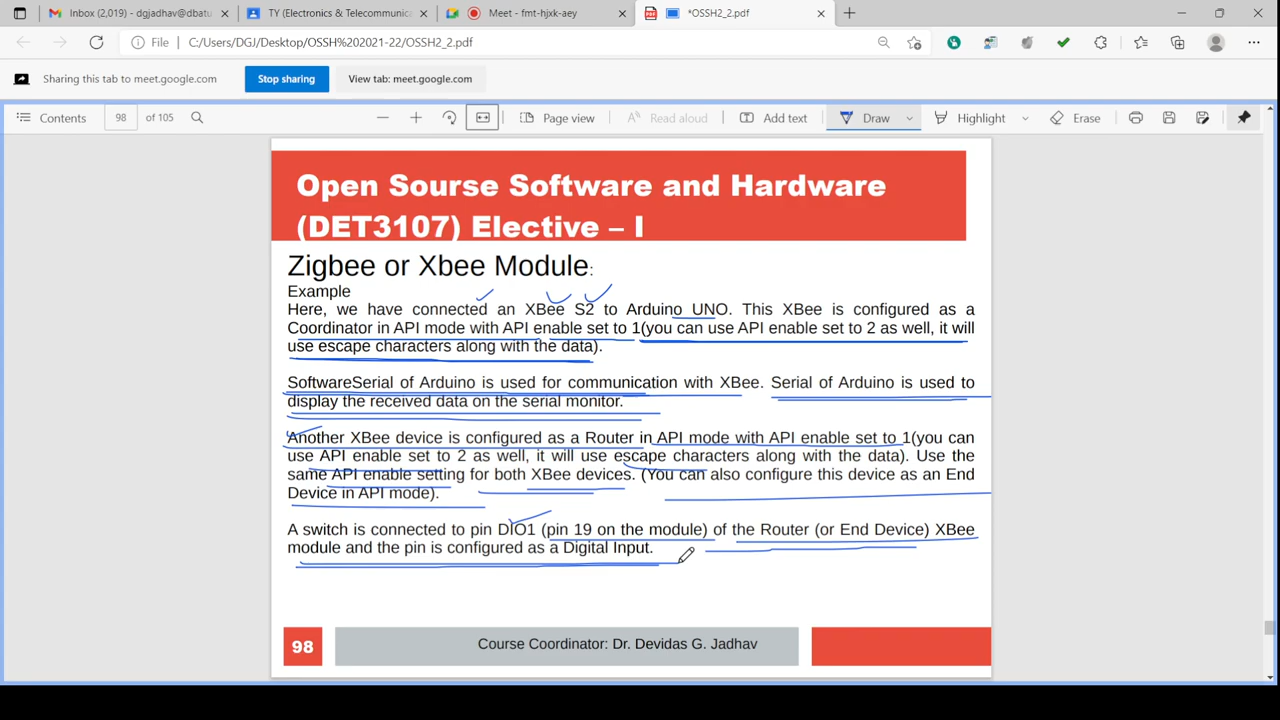 Inbox (2,019) - dgjadhav@dbatu
TY (Electronics & Telecommunica
Meet - fmt-hjxk-aey
*OSSH2_2.pdf
File
C:/Users/DGJ/Desktop/OSSH%202021-22/OSSH2_2.pdf
Sharing this tab to meet.google.com
Stop sharing
View tab: meet.google.com
Contents
98
of 105
Page view
Read aloud
Add text
Draw
Highlight
Erase
Open Sourse Software and Hardware
(DET3107) Elective – I
Zigbee or Xbee Module:
Example
Here, we have connected an XBee S2 to Arduino UNO. This XBee is configured as a
Coordinator in API mode with API enable set to 1(you can use API enable set to 2 as well, it will
use escape characters along with the data).
SoftwareSerial of Arduino is used for communication with XBee. Serial of Arduino is used to
display the received data on the serial monitor.
Another XBee device is configured as a Router in API mode with API enable set to 1(you can
use API enable set to 2 as well, it will use escape characters along with the data). Use the
same API enable setting for both XBee devices. (You can also configure this device as an End
Device in API mode).
A switch is connected to pin DIO1 (pin 19 on the module) of the Router (or End Device) XBee
module and the pin is configured as a Digital Input.
98
Course Coordinator: Dr. Devidas G. Jadhav